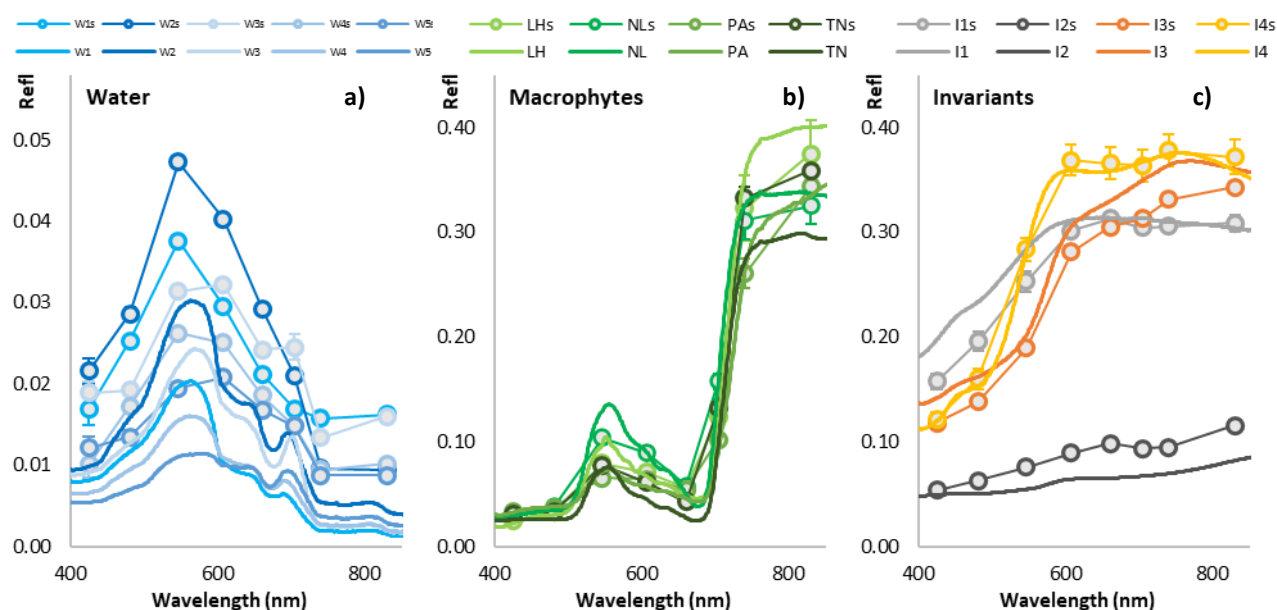 W1s W2s W3s W4s W5s
W1 W2 W3 W4 W5
LHs NLs PAs TNs
LH NL PA TN
I1s I2s I3s I4s
I1 I2 I3 I4
Refl
Water a)
0.05
0.04
0.03
0.02
0.01
0.00
400 600 800
Wavelength (nm)
Refl
Macrophytes b)
0.40
0.30
0.20
0.10
0.00
400 600 800
Wavelength (nm)
Refl
Invariants c)
0.40
0.30
0.20
0.10
0.00
400 600 800
Wavelength (nm)